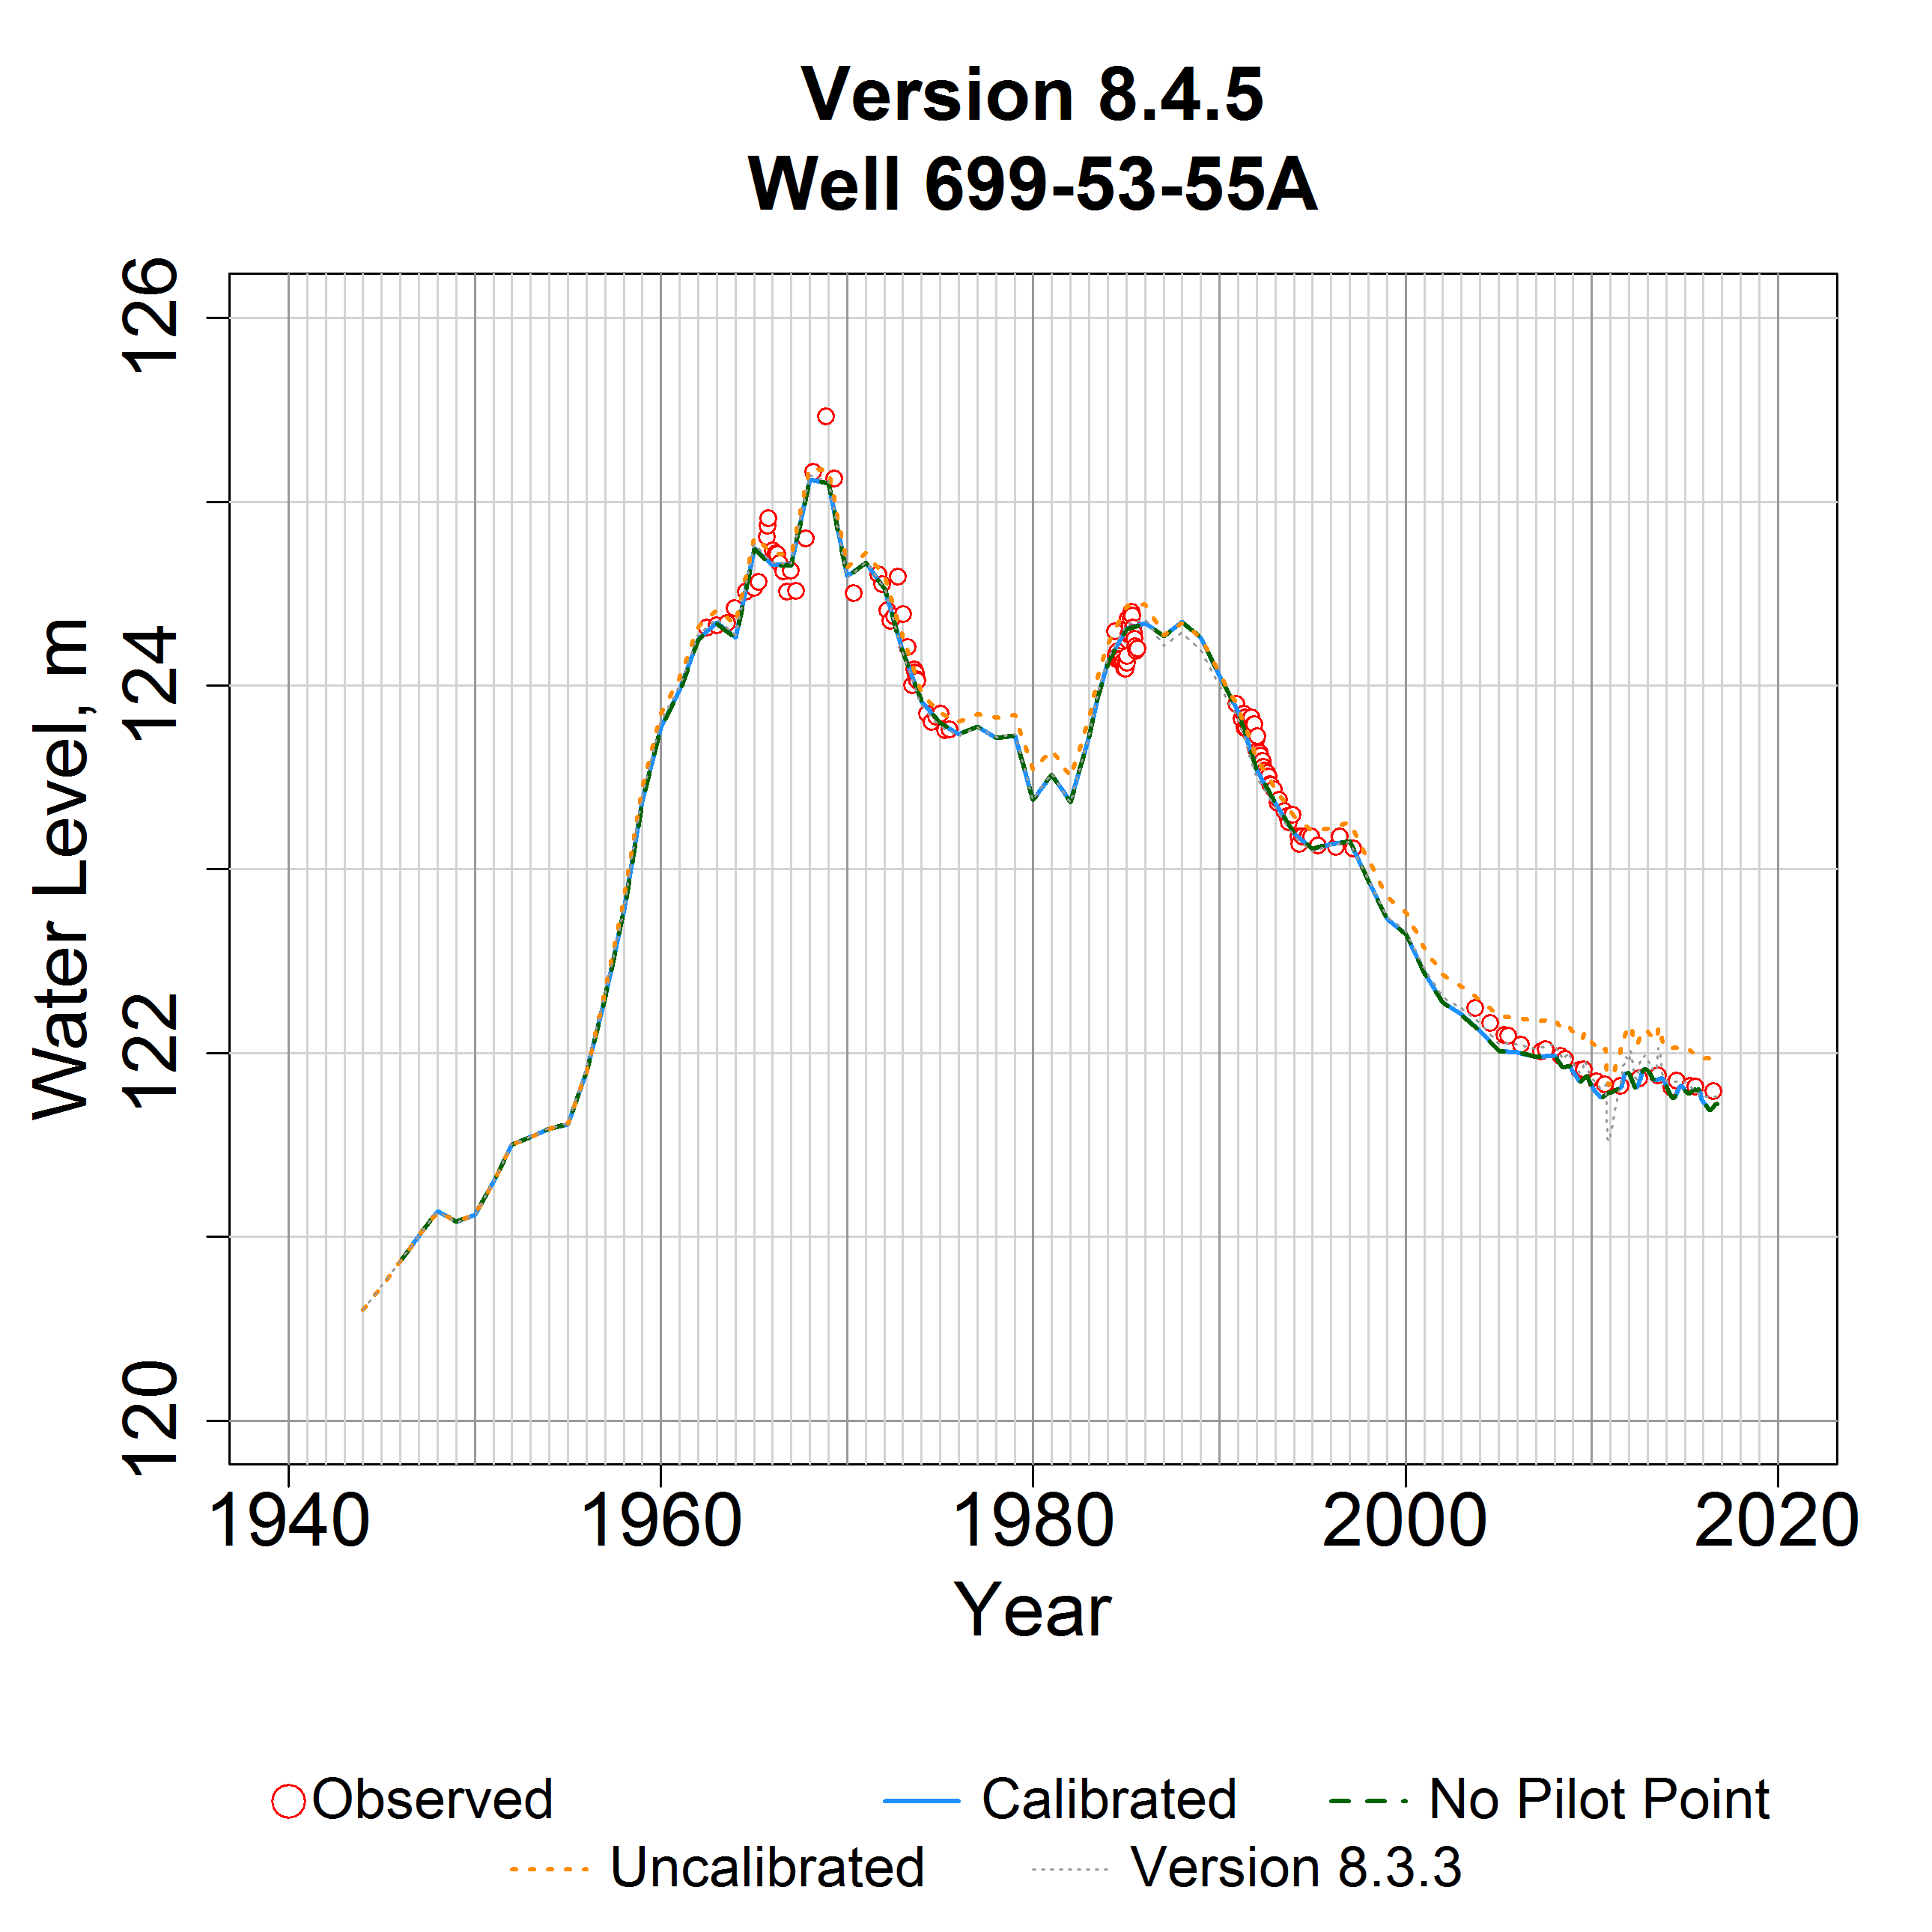 Version 8.4.5
Well 699-53-55A
Water Level, m
126
124
122
120
1940 1960 1980 2000 2020
Year
Observed Calibrated No Pilot Point
Uncalibrated Version 8.3.3